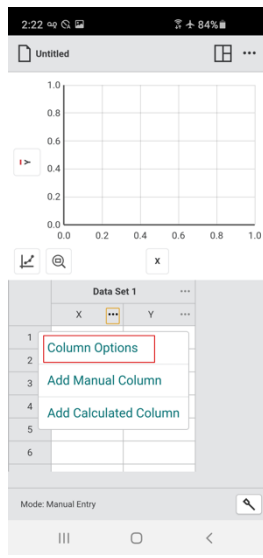 2:22 84%
Untitled ...
1.0
0.8
0.6
Y
0.4
0.2
0.0
0.0 0.2 0.4 0.6 0.8 1.0
X
Data Set 1 ...
X ... Y ...
1
Column Options
2
3 Add Manual Column
4 Add Calculated Column
5
6
Mode: Manual Entry